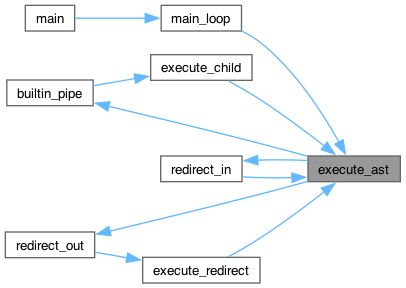 main
main_loop
execute_child
builtin_pipe
redirect_in
execute_ast
redirect_out
execute_redirect